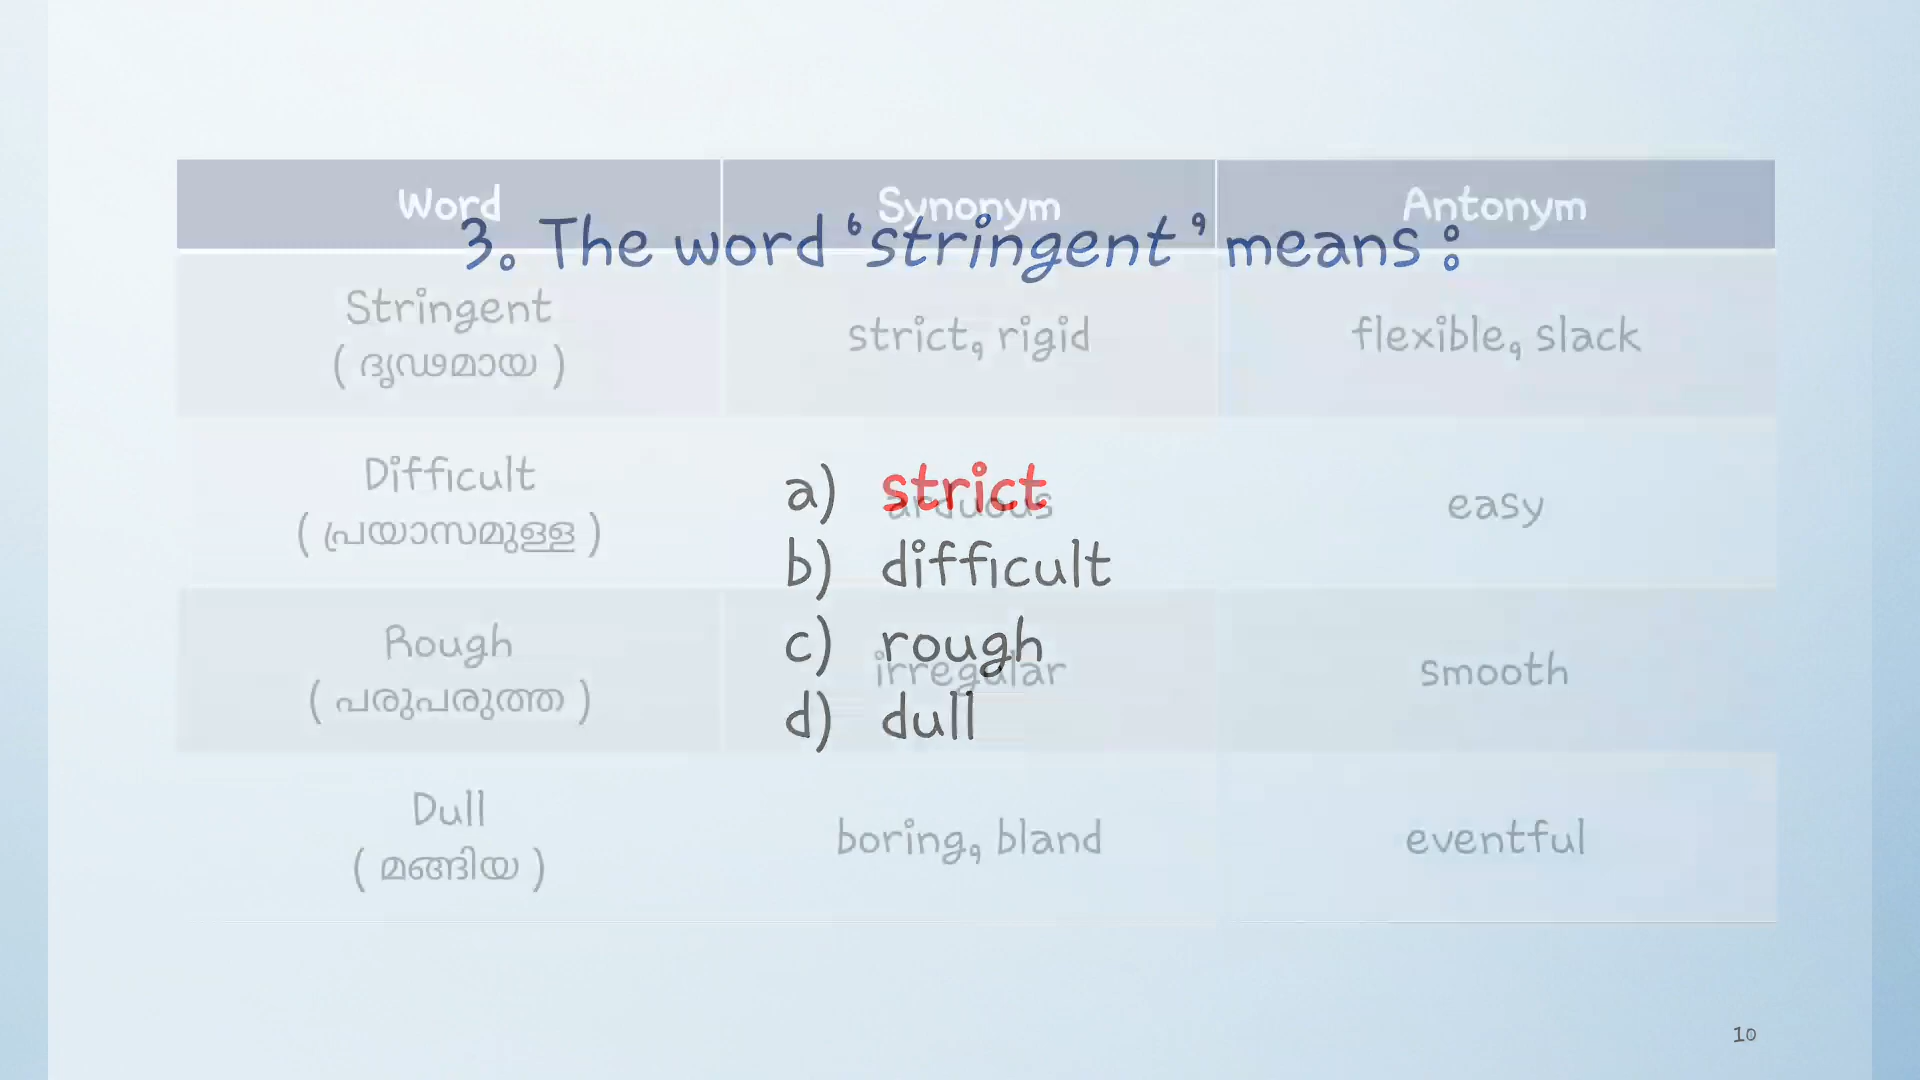 Word Synonym Antonym
3. The word ‘stringent’ means :
Stringent
( ദൃഢമായ )
strict, rigid
flexible, slack
Difficult
( പ്രയാസമുള്ള )
arduous
easy
a) strict
b) difficult
c) rough
d) dull
Rough
( പരുപരുത്ത )
irregular
smooth
Dull
( മങ്ങിയ )
boring, bland
eventful
10